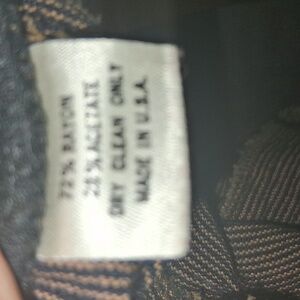 72% RAYON
28% ACETATE
DRY CLEAN ONLY
MADE IN U.S.A.